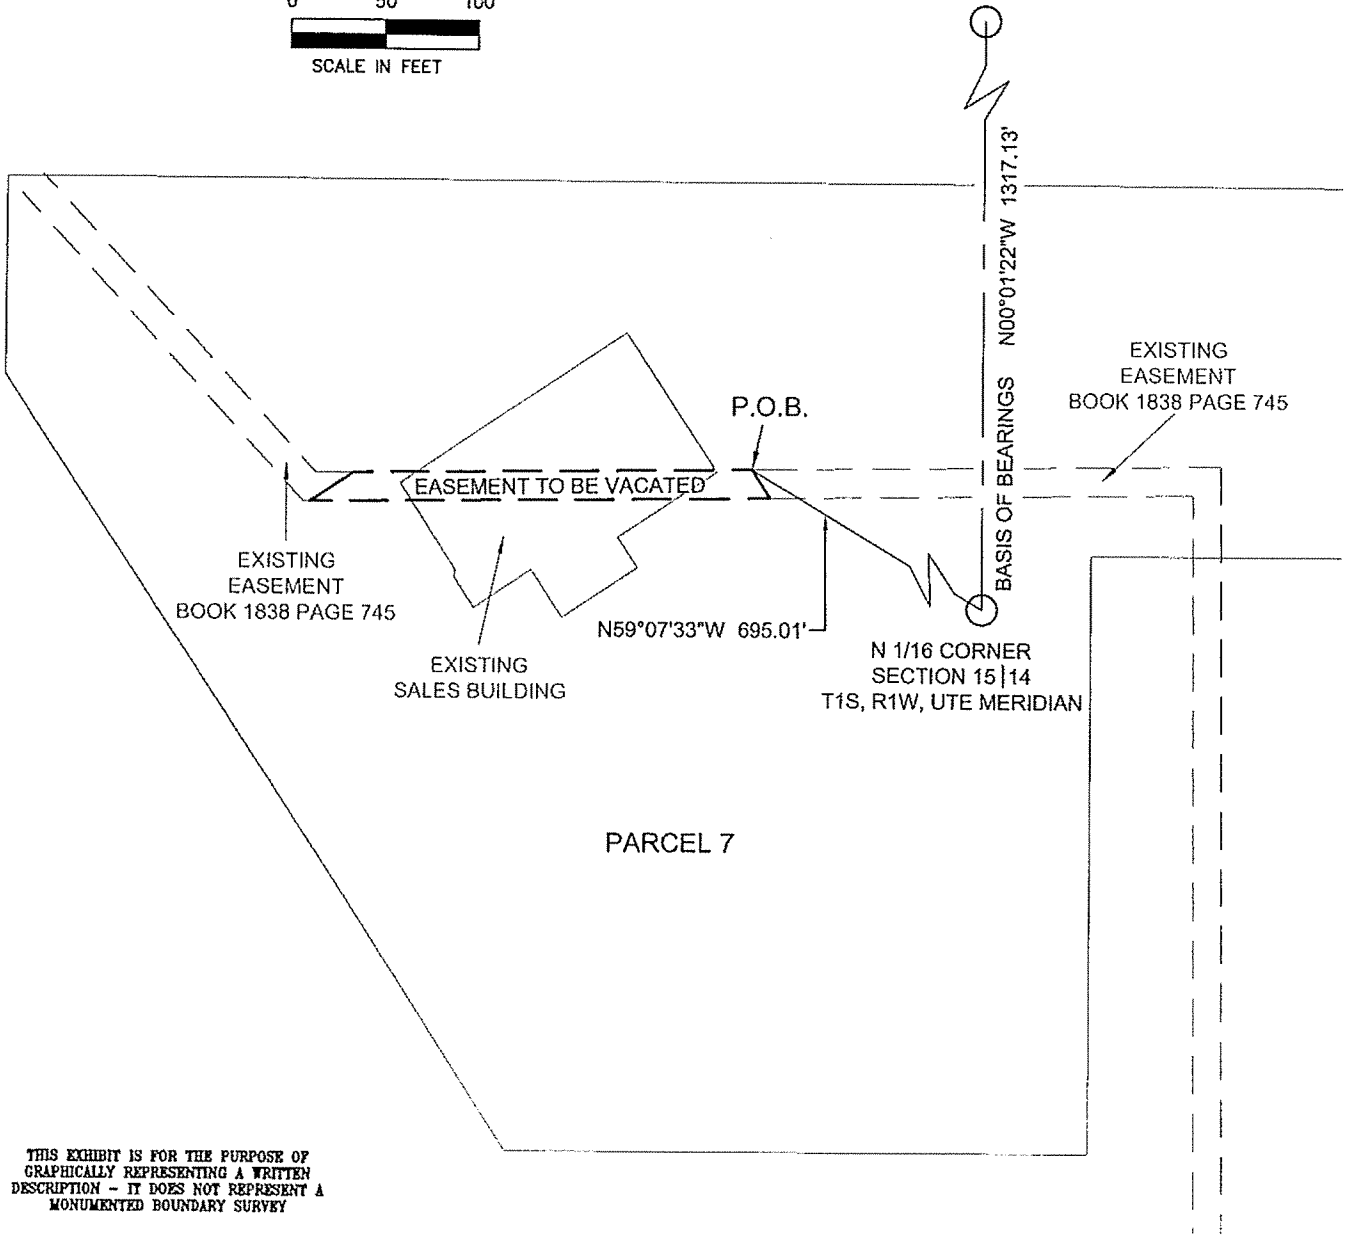 0 50 100
SCALE IN FEET
N00°01'22"W 1317.13'
BASIS OF BEARINGS
EXISTING
EASEMENT
BOOK 1838 PAGE 745
P.O.B.
EASEMENT TO BE VACATED
EXISTING
EASEMENT
BOOK 1838 PAGE 745
N59°07'33"W 695.01'
EXISTING
SALES BUILDING
N 1/16 CORNER
SECTION 15|14
T1S, R1W, UTE MERIDIAN
PARCEL 7
THIS EXHIBIT IS FOR THE PURPOSE OF
GRAPHICALLY REPRESENTING A WRITTEN
DESCRIPTION - IT DOES NOT REPRESENT A
MONUMENTED BOUNDARY SURVEY